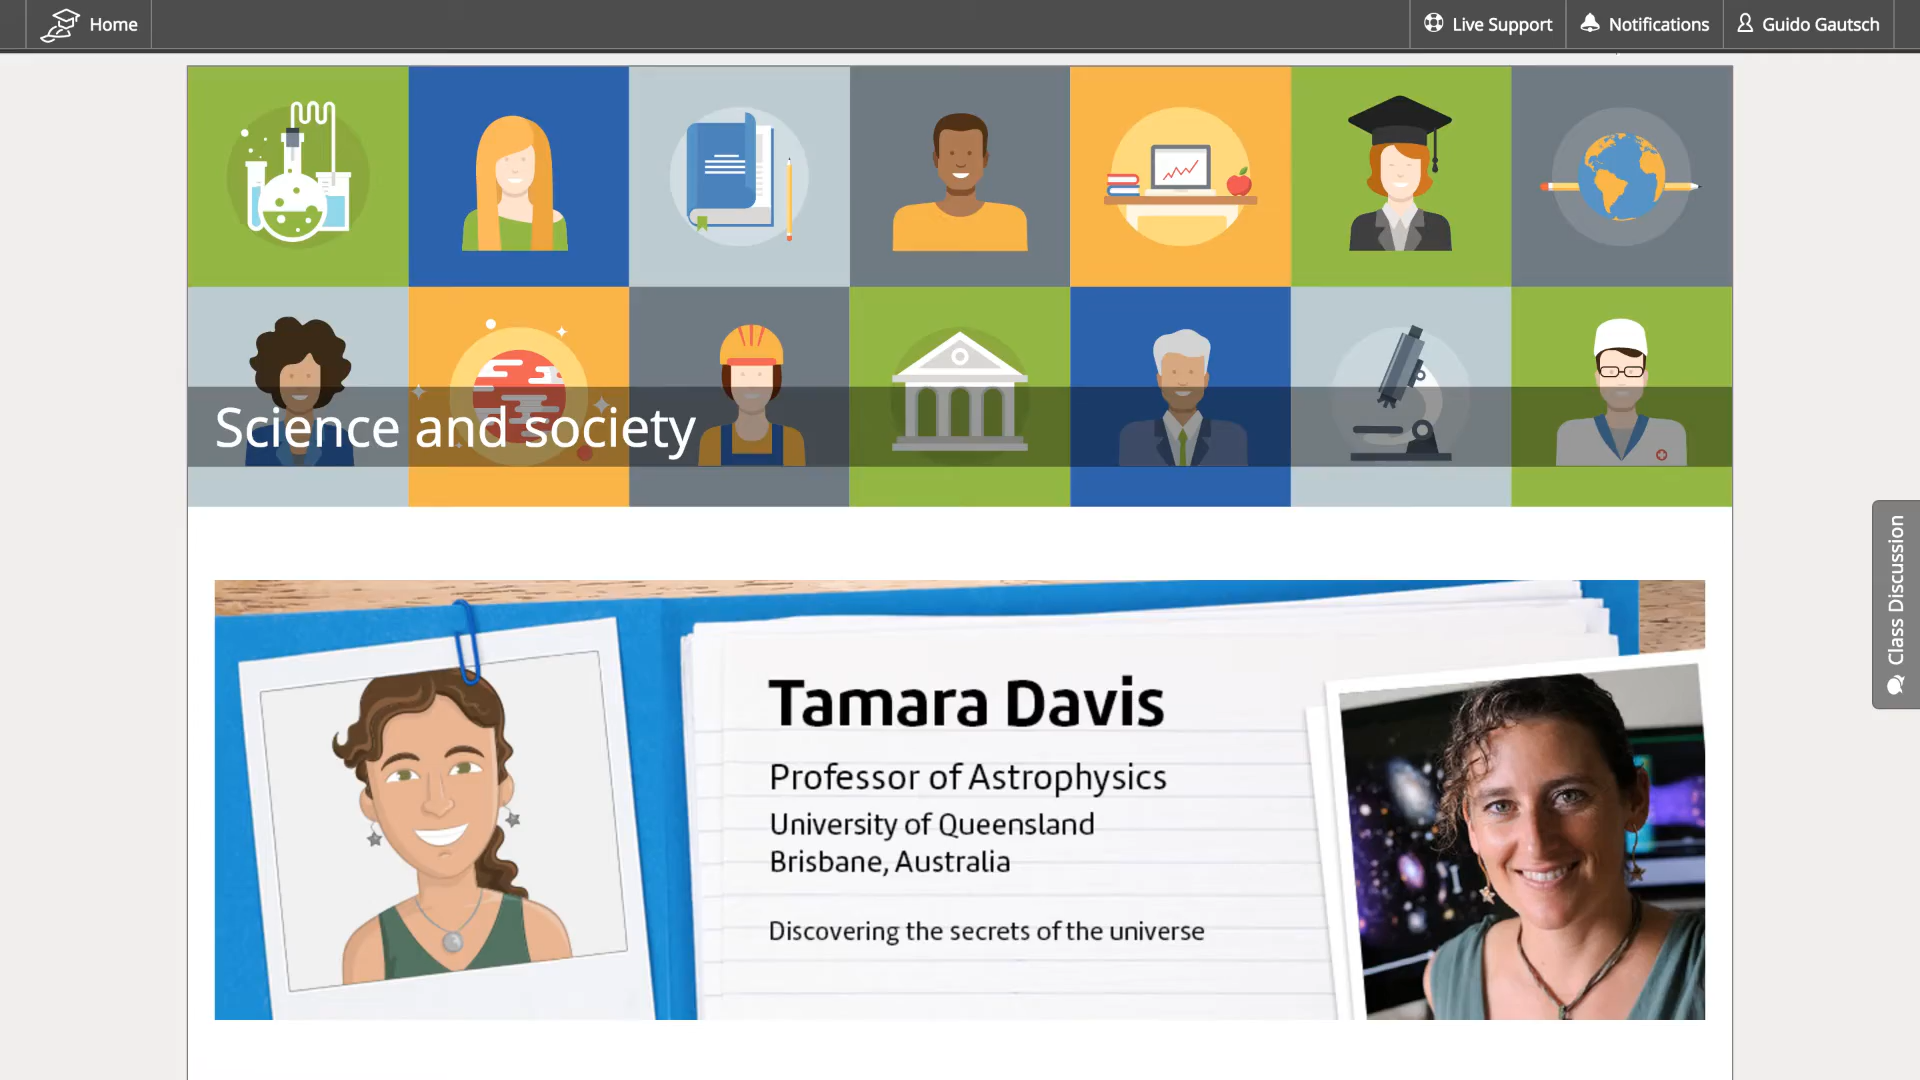 Home
Live Support
Notifications
Guido Gautsch
Science and society
Class Discussion
Tamara Davis
Professor of Astrophysics
University of Queensland
Brisbane, Australia
Discovering the secrets of the universe